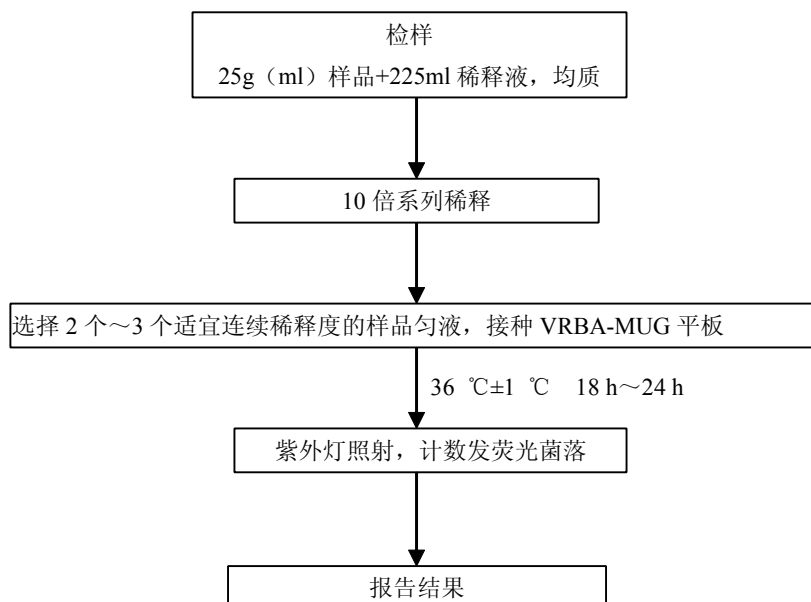 检样
25g（ml）样品+225ml 稀释液，均质
10 倍系列稀释
选择 2 个～3 个适宜连续稀释度的样品匀液，接种 VRBA-MUG 平板
36 ℃±1 ℃ 18 h～24 h
紫外灯照射，计数发荧光菌落
报告结果